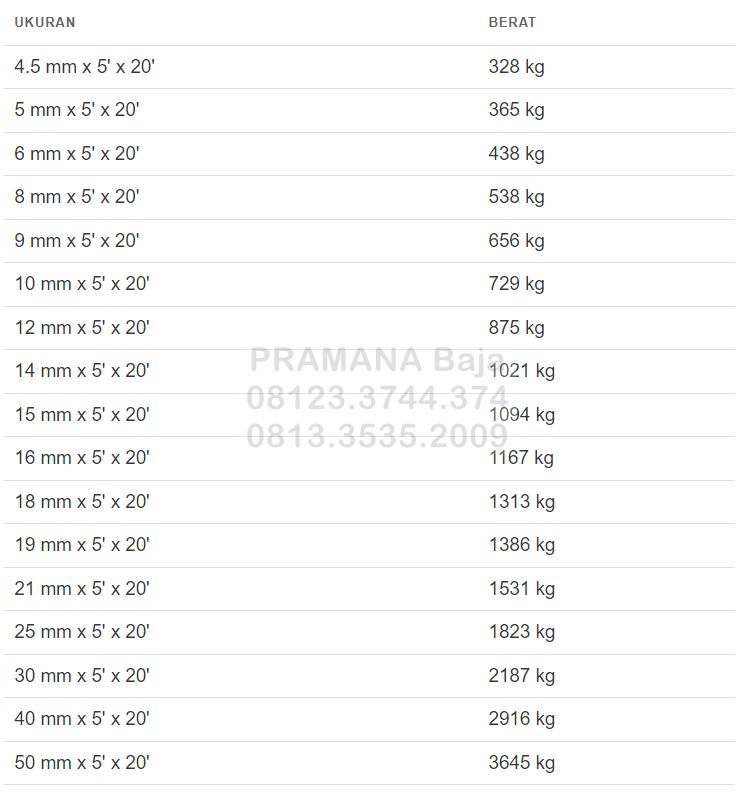 UKURAN BERAT
4.5 mm x 5' x 20' 328 kg
5 mm x 5' x 20' 365 kg
6 mm x 5' x 20' 438 kg
8 mm x 5' x 20' 538 kg
9 mm x 5' x 20' 656 kg
10 mm x 5' x 20' 729 kg
12 mm x 5' x 20' 875 kg
PRAMANA Baja
14 mm x 5' x 20' 1021 kg
08123.3744.374
15 mm x 5' x 20' 1094 kg
0813.3535.2009
16 mm x 5' x 20' 1167 kg
18 mm x 5' x 20' 1313 kg
19 mm x 5' x 20' 1386 kg
21 mm x 5' x 20' 1531 kg
25 mm x 5' x 20' 1823 kg
30 mm x 5' x 20' 2187 kg
40 mm x 5' x 20' 2916 kg
50 mm x 5' x 20' 3645 kg